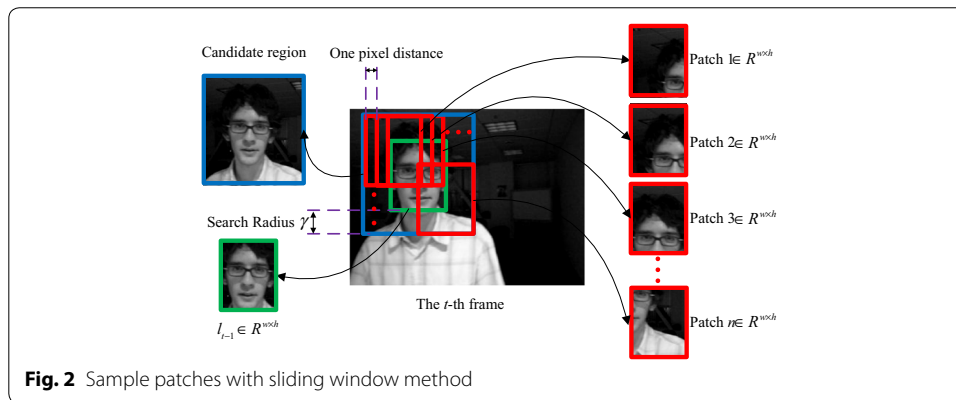 Candidate region
One pixel distance
Patch 1∈ R^{w×h}
Patch 2∈ R^{w×h}
Patch 3∈ R^{w×h}
Search Radius γ
Patch n∈ R^{w×h}
The t-th frame
l_{t−1} ∈ R^{w×h}
Fig. 2 Sample patches with sliding window method